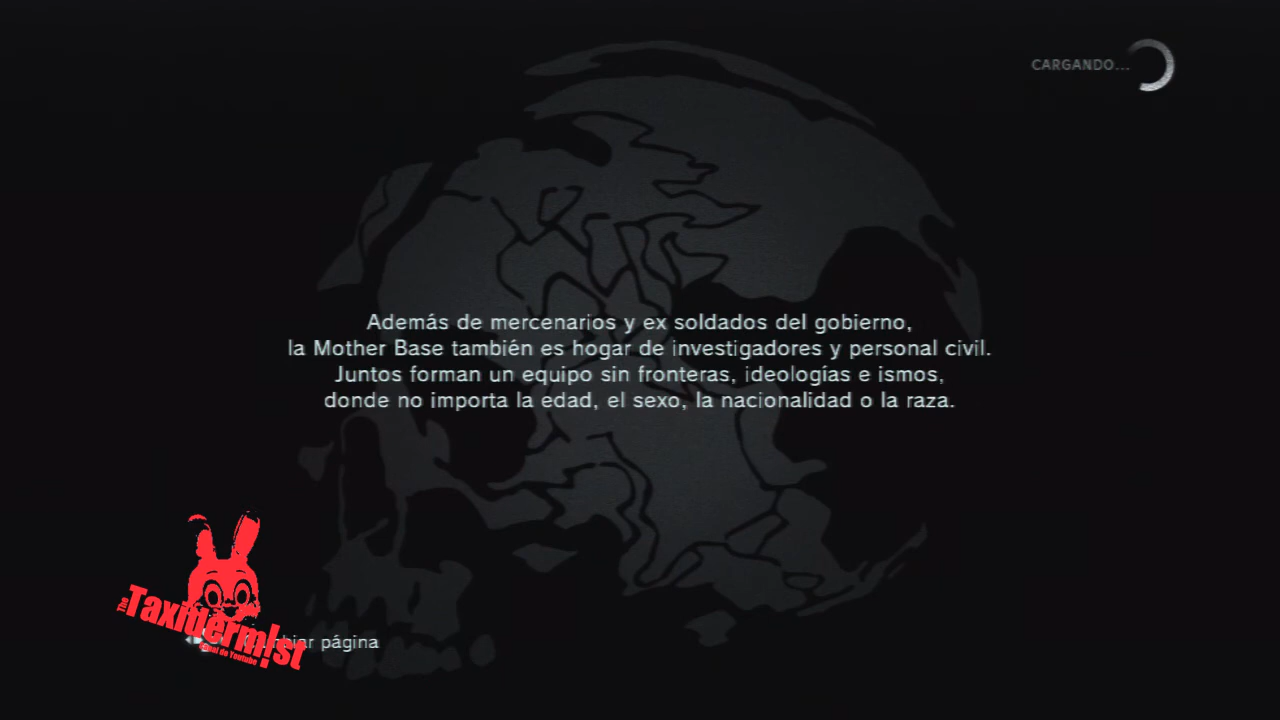 CARGANDO...
Además de mercenarios y ex soldados del gobierno,
la Mother Base también es hogar de investigadores y personal civil.
Juntos forman un equipo sin fronteras, ideologías e ismos,
donde no importa la edad, el sexo, la nacionalidad o la raza.
The Taxiderm!st
página